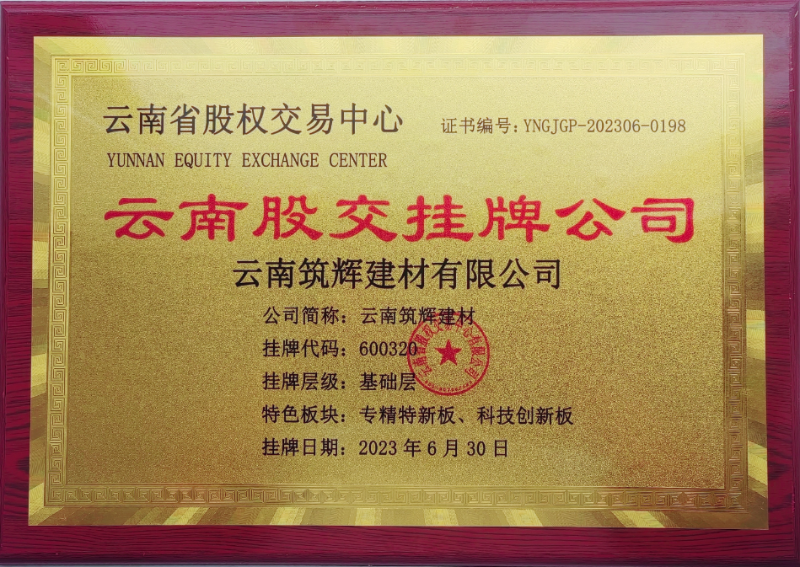 云南省股权交易中心
证书编号:YNGJGP-202306-0198
YUNNAN EQUITY EXCHANGE CENTER
云南股交挂牌公司
云南筑辉建材有限公司
公司简称：云南筑辉建材
挂牌代码：600320
挂牌层级：基础层
特色板块：专精特新板、科技创新板
挂牌日期：2023年6月30日